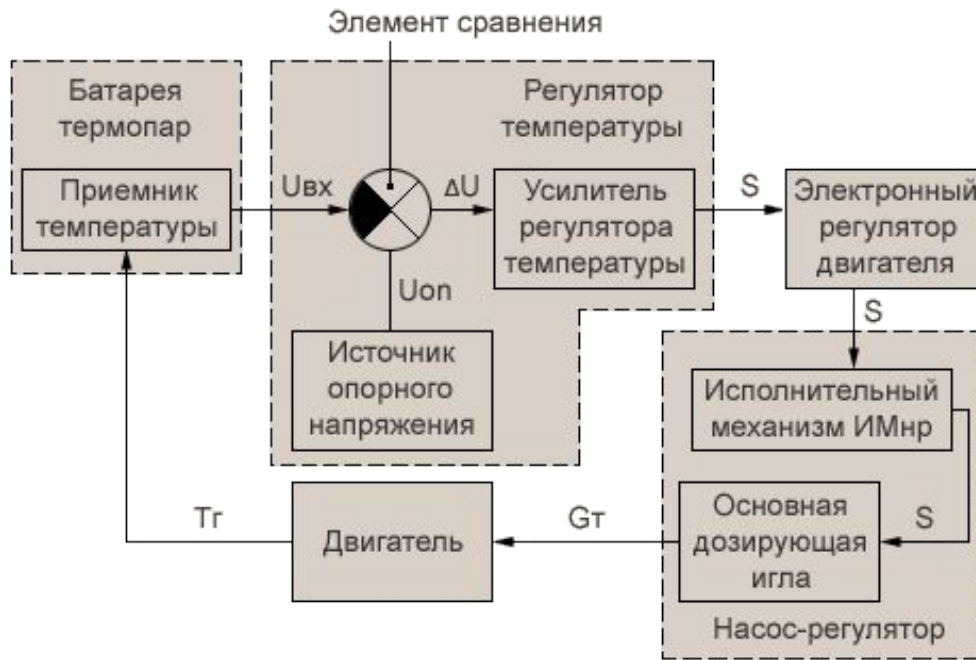 Элемент сравнения
Батарея
термопар
Регулятор
температуры
Приемник
температуры
Uвх
ΔU
Усилитель
регулятора
температуры
S
Электронный
регулятор
двигателя
Uоп
S
Источник
опорного
напряжения
Исполнительный
механизм ИМнр
Тг
Двигатель
Gт
Основная
дозирующая
игла
S
Насос-регулятор